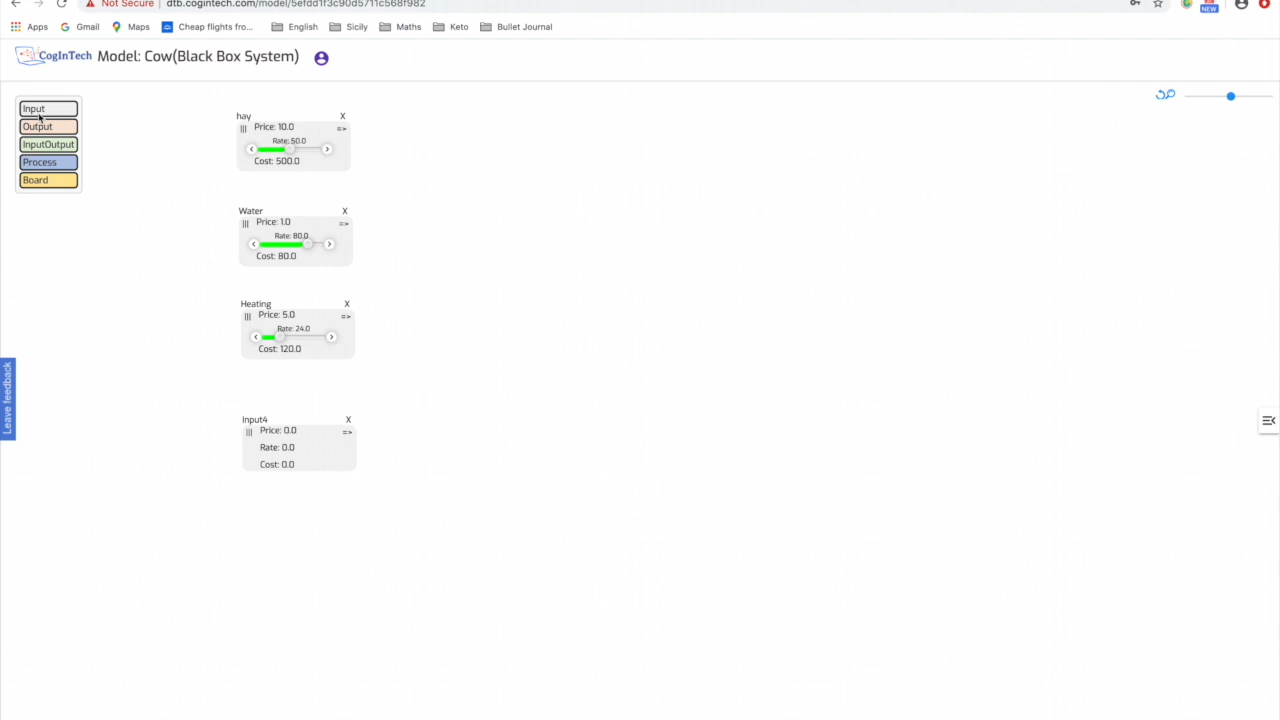 Not Secure
dtb.cogintech.com/model/5efdd1f3c90d5711c568f982
NEW
Apps
Gmail
Maps
Cheap flights fro...
English
Sicily
Maths
Keto
Bullet Journal
CogInTech
Model: Cow(Black Box System)
Input
Output
InputOutput
Process
Board
hay
X
Price: 10.0
=>
Rate: 50.0
Cost: 500.0
Water
X
Price: 1.0
=>
Rate: 80.0
Cost: 80.0
Heating
X
Price: 5.0
=>
Rate: 24.0
Cost: 120.0
Input4
X
Price: 0.0
=>
Rate: 0.0
Cost: 0.0
Leave feedback